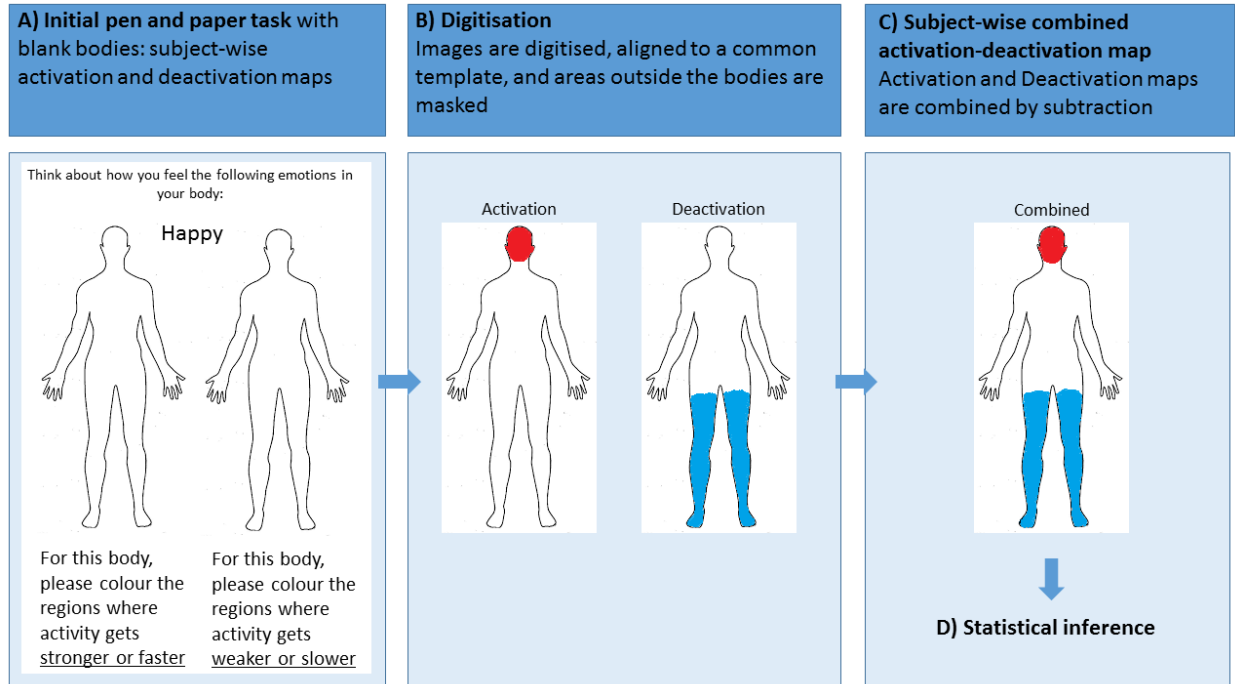 A) Initial pen and paper task with
blank bodies: subject-wise
activation and deactivation maps
B) Digitisation
Images are digitised, aligned to a common
template, and areas outside the bodies are
masked
C) Subject-wise combined
activation-deactivation map
Activation and Deactivation maps
are combined by subtraction
Think about how you feel the following emotions in
your body:
Happy
For this body,
please colour the
regions where
activity gets
stronger or faster
For this body,
please colour the
regions where
activity gets
weaker or slower
Activation
Deactivation
Combined
D) Statistical inference